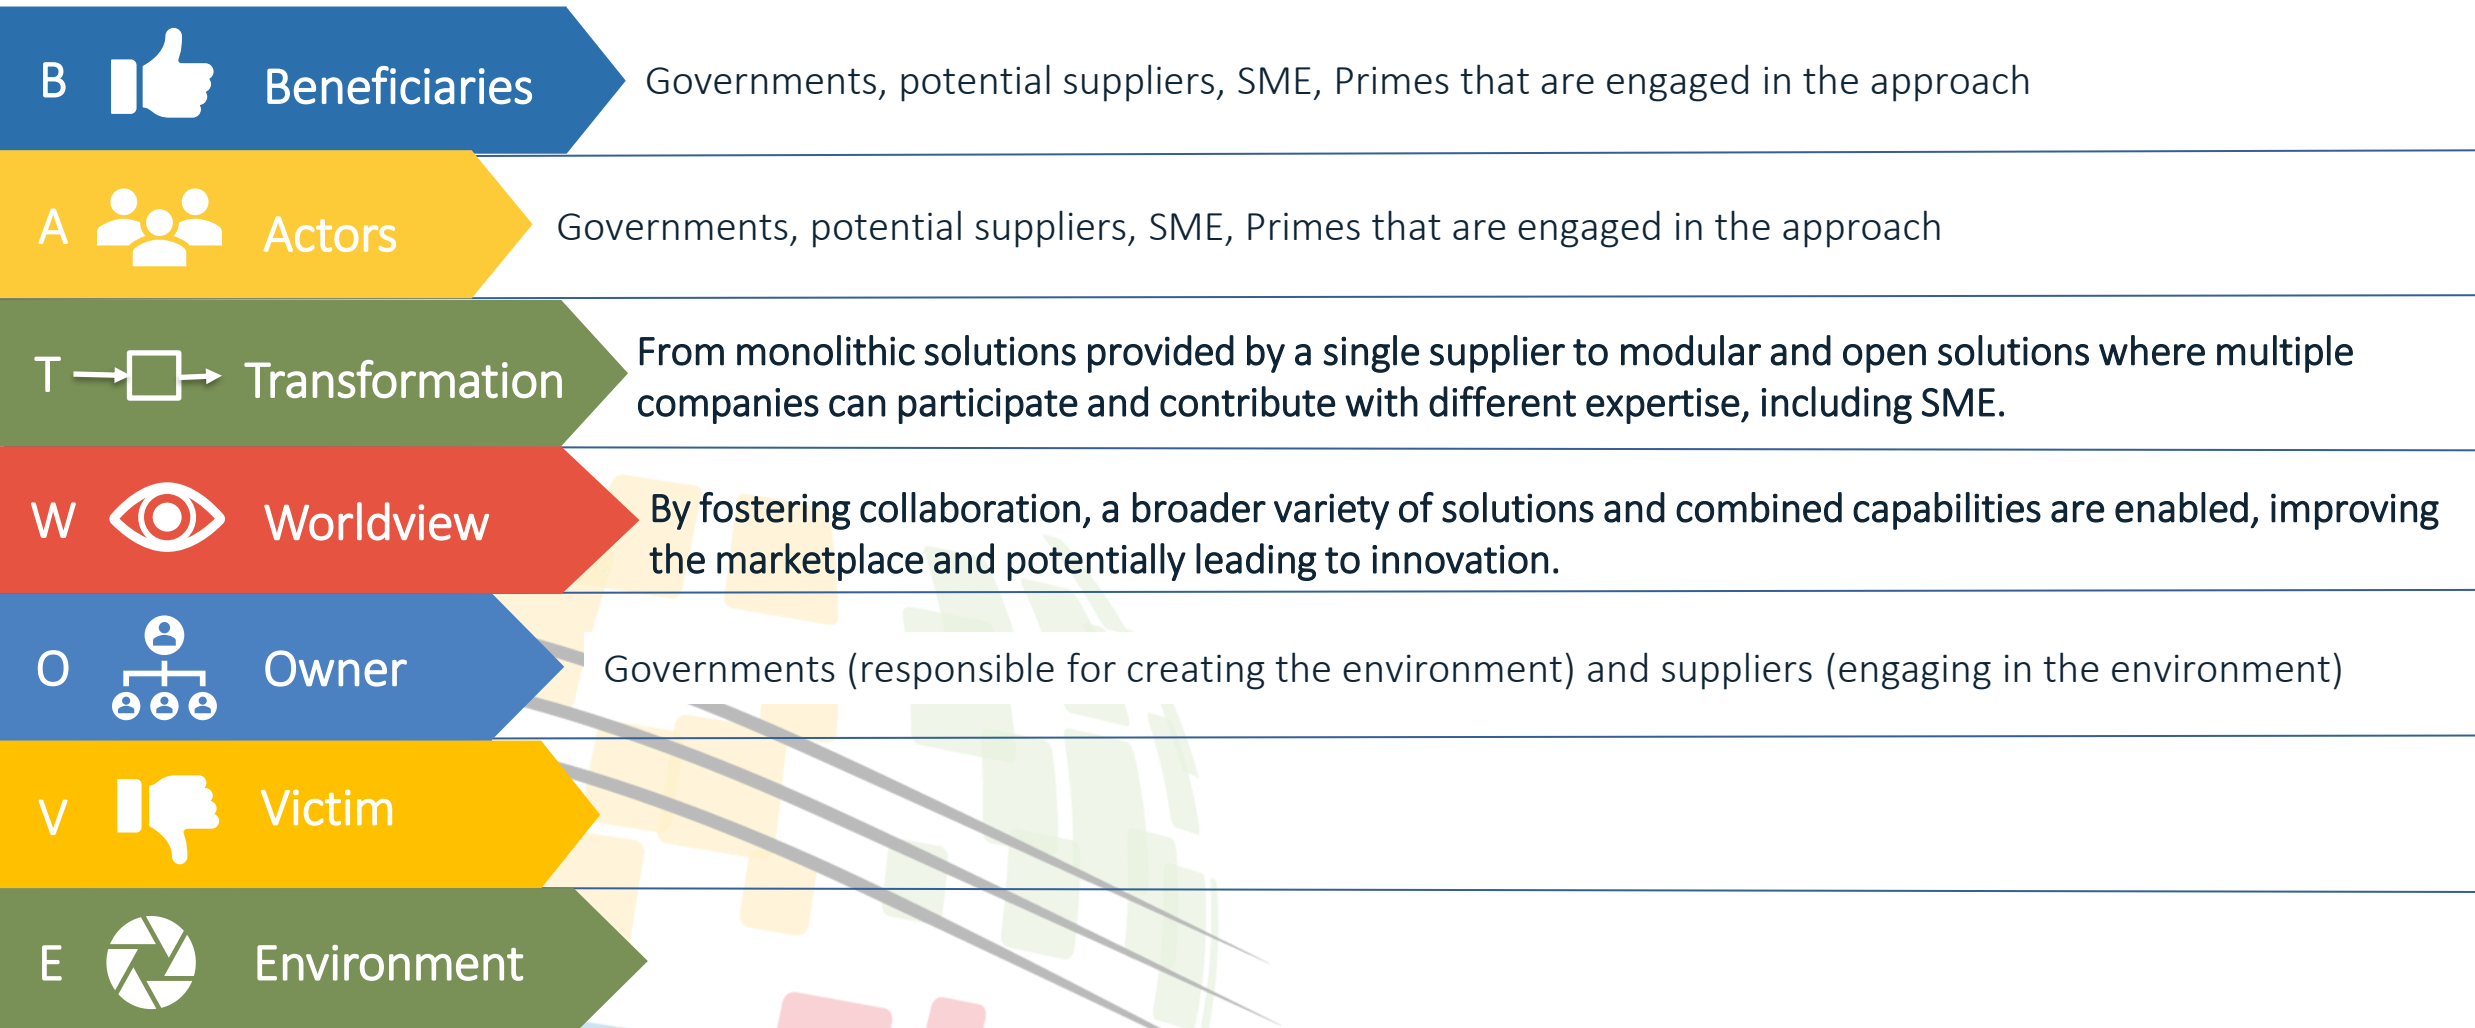 B Beneficiaries Governments, potential suppliers, SME, Primes that are engaged in the approach
A Actors Governments, potential suppliers, SME, Primes that are engaged in the approach
T Transformation From monolithic solutions provided by a single supplier to modular and open solutions where multiple
companies can participate and contribute with different expertise, including SME.
W Worldview By fostering collaboration, a broader variety of solutions and combined capabilities are enabled, improving
the marketplace and potentially leading to innovation.
O Owner Governments (responsible for creating the environment) and suppliers (engaging in the environment)
V Victim
E Environment